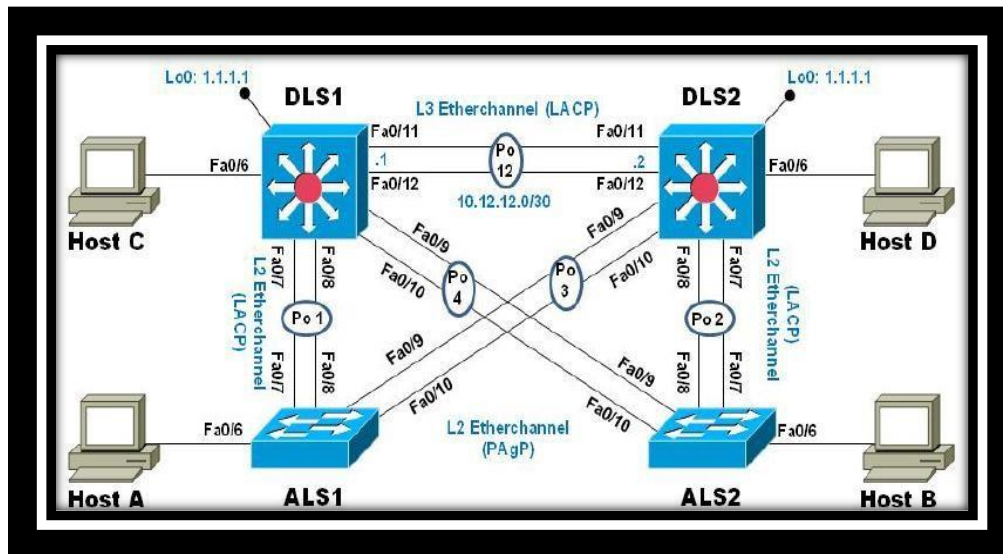 Lo0: 1.1.1.1
Lo0: 1.1.1.1
DLS1
DLS2
L3 Etherchannel (LACP)
Fa0/11
Fa0/11
Fa0/6
Po
12
.1
.2
Fa0/6
Fa0/12
Fa0/12
10.12.12.0/30
Host C
Host D
Fa0/7
Fa0/8
Fa0/9
Fa0/10
Po
4
Fa0/9
Fa0/10
Po
3
Fa0/8
Fa0/7
L2 Etherchannel
(LACP)
Po 1
Po 2
L2 Etherchannel
(LACP)
Fa0/7
Fa0/8
Fa0/9
Fa0/10
Fa0/9
Fa0/10
Fa0/8
Fa0/7
Fa0/6
L2 Etherchannel
(PAgP)
Fa0/6
Host A
ALS1
ALS2
Host B